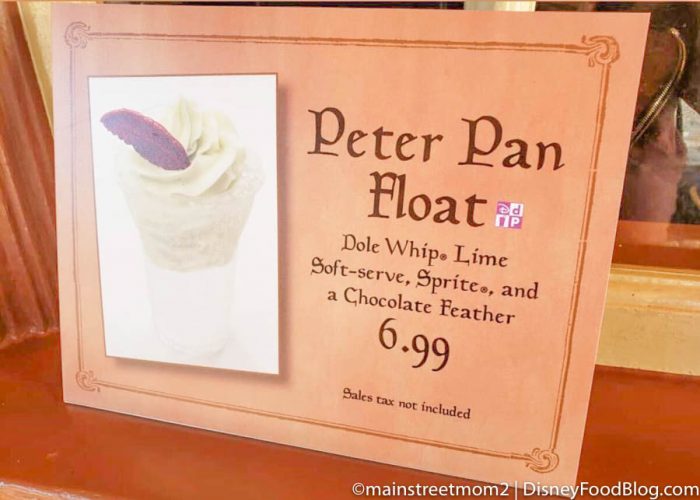 Peter Pan
Float
Dole Whip® Lime
Soft-serve, Sprite®, and
a Chocolate Feather
6.99
Sales tax not included
©mainstreetmom2 | DisneyFoodBlog.com